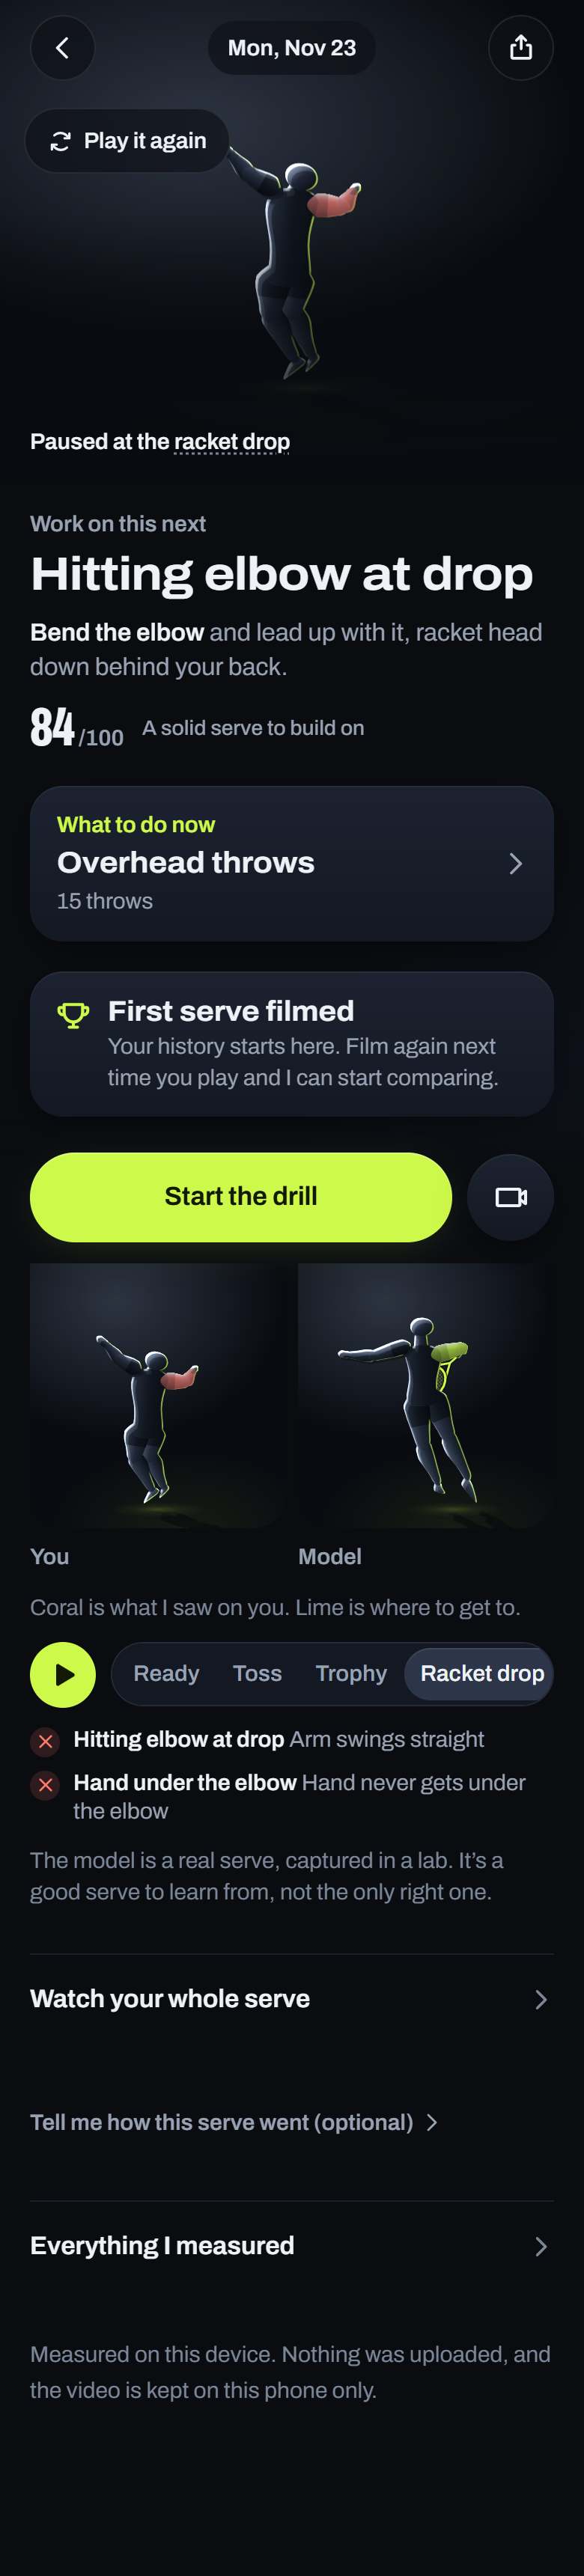 Mon, Nov 23
Play it again
Paused at the racket drop
Work on this next
Hitting elbow at drop
Bend the elbow and lead up with it, racket head
down behind your back.
84/100 A solid serve to build on
What to do now
Overhead throws
15 throws
First serve filmed
Your history starts here. Film again next
time you play and I can start comparing.
Start the drill
You Model
Coral is what I saw on you. Lime is where to get to.
Ready Toss Trophy Racket drop
Hitting elbow at drop Arm swings straight
Hand under the elbow Hand never gets under
the elbow
The model is a real serve, captured in a lab. It’s a
good serve to learn from, not the only right one.
Watch your whole serve
Tell me how this serve went (optional)
Everything I measured
Measured on this device. Nothing was uploaded, and
the video is kept on this phone only.